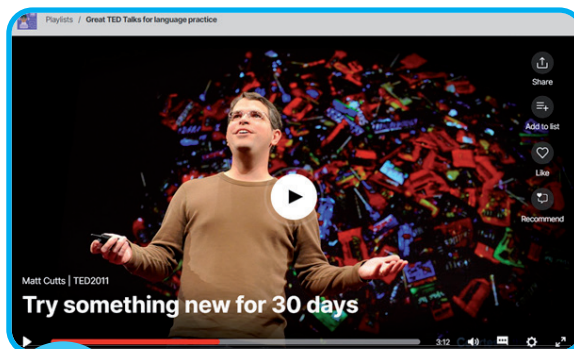 Playlists / Great TED Talks for language practice
Share
Add to list
Like
Recommend
Matt Cutts | TED2011
Try something new for 30 days
3:12